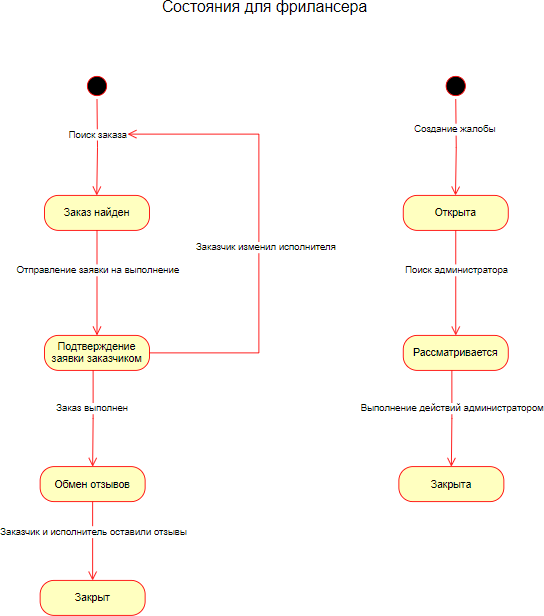 Состояния для фрилансера
Поиск заказа
Заказ найден
Заказчик изменил исполнителя
Отправление заявки на выполнение
Подтверждение
заявки заказчиком
Заказ выполнен
Обмен отзывов
Заказчик и исполнитель оставили отзывы
Закрыт
Создание жалобы
Открыта
Поиск администратора
Рассматривается
Выполнение действий администратором
Закрыта